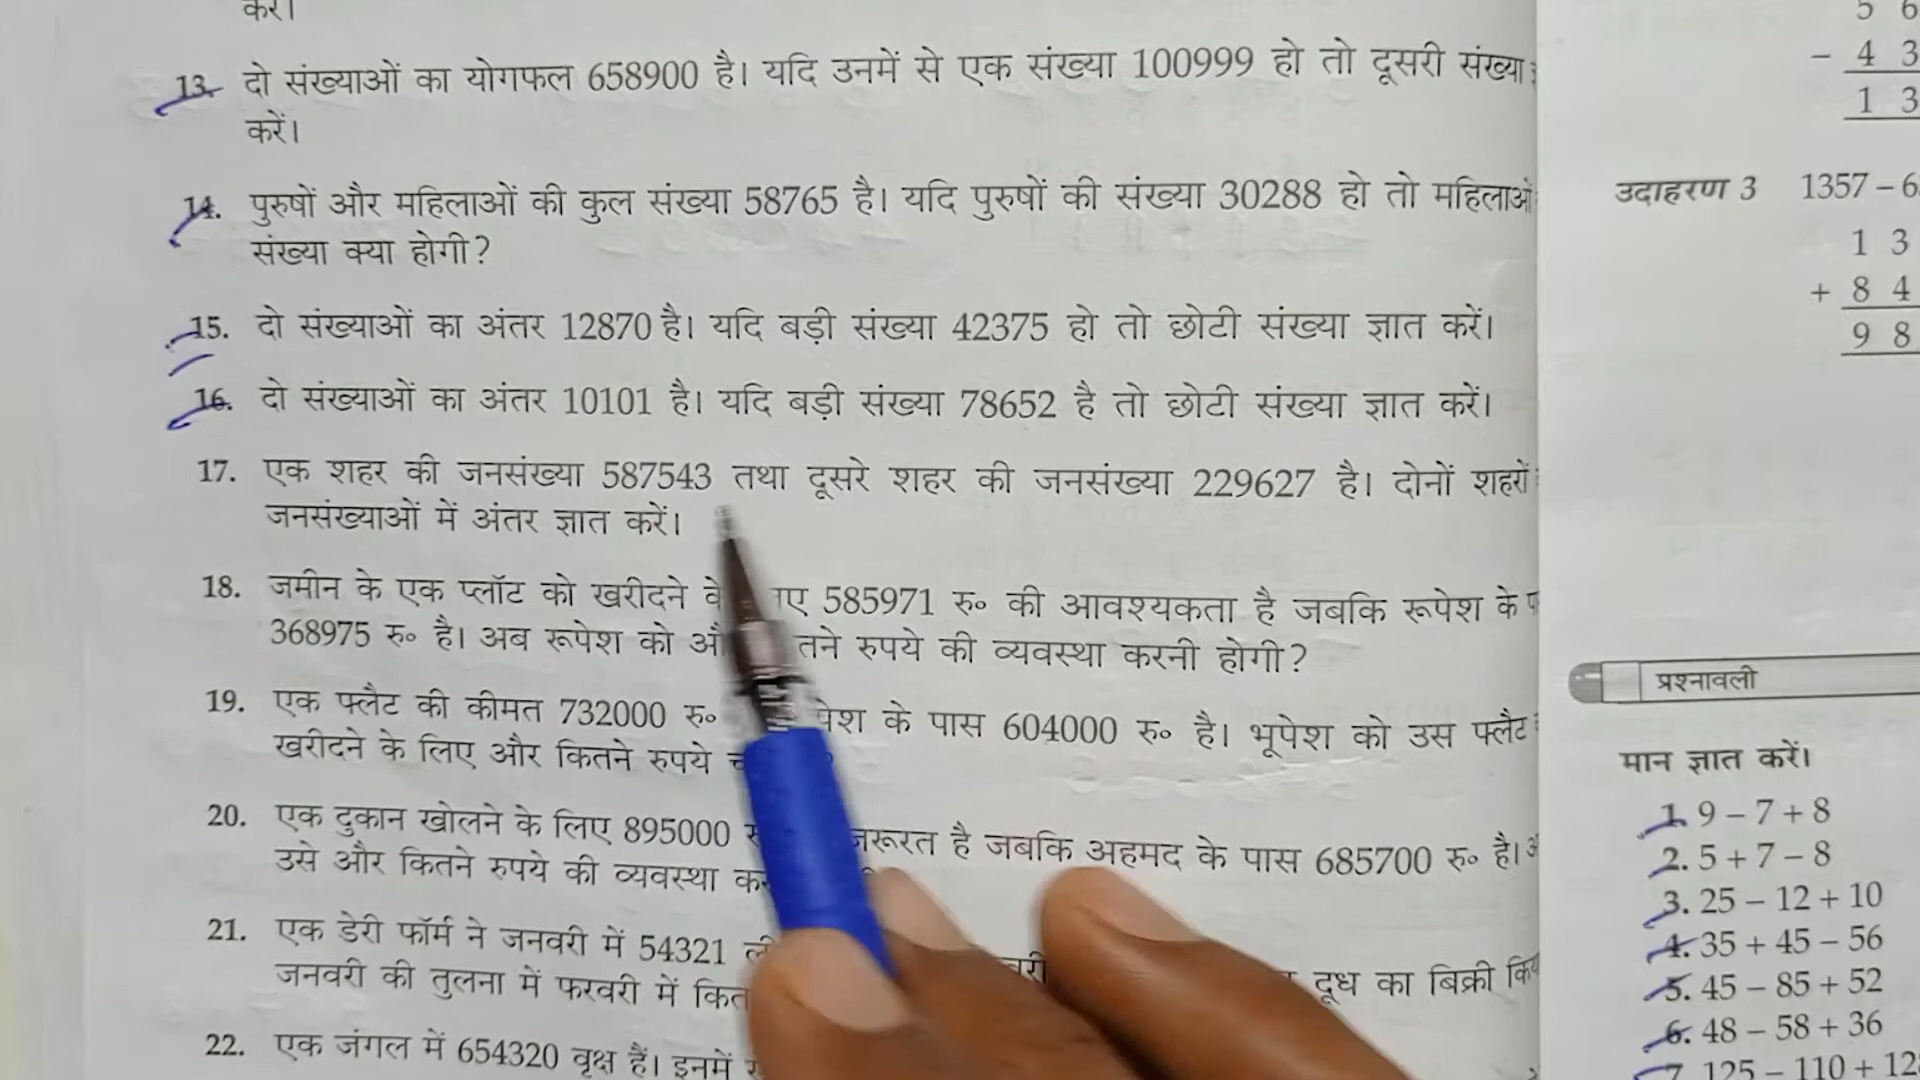 करें।
13. दो संख्याओं का योगफल 658900 है। यदि उनमें से एक संख्या 100999 हो तो दूसरी संख्या
करें।
14. पुरुषों और महिलाओं की कुल संख्या 58765 है। यदि पुरुषों की संख्या 30288 हो तो महिलाओं
संख्या क्या होगी?
15. दो संख्याओं का अंतर 12870 है। यदि बड़ी संख्या 42375 हो तो छोटी संख्या ज्ञात करें।
16. दो संख्याओं का अंतर 10101 है। यदि बड़ी संख्या 78652 है तो छोटी संख्या ज्ञात करें।
17. एक शहर की जनसंख्या 587543 तथा दूसरे शहर की जनसंख्या 229627 है। दोनों शहरों
जनसंख्याओं में अंतर ज्ञात करें।
18. जमीन के एक प्लॉट को खरीदने 585971 रु० की आवश्यकता है जबकि रूपेश के
368975 रु० है। अब रूपेश को रुपये की व्यवस्था करनी होगी?
19. एक फ्लैट की कीमत 732000 रु० के पास 604000 रु० है। भूपेश को उस फ्लैट
खरीदने के लिए और कितने रुपये
20. एक दुकान खोलने के लिए 895000 जरूरत है जबकि अहमद के पास 685700 रु० है।
उसे और कितने रुपये की व्यवस्था
21. एक डेरी फॉर्म ने जनवरी में 54321 दूध का बिक्री
जनवरी की तुलना में फरवरी में
22. एक जंगल में 654320 वृक्ष हैं। इनमें
5 6
– 4 3
1 3
उदाहरण 3 1357 – 6
1 3
+ 8 4
9 8
प्रश्नावली
मान ज्ञात करें।
1. 9 – 7 + 8
2. 5 + 7 – 8
3. 25 – 12 + 10
4. 35 + 45 – 56
5. 45 – 85 + 52
6. 48 – 58 + 36
7. 125 – 110 + 12